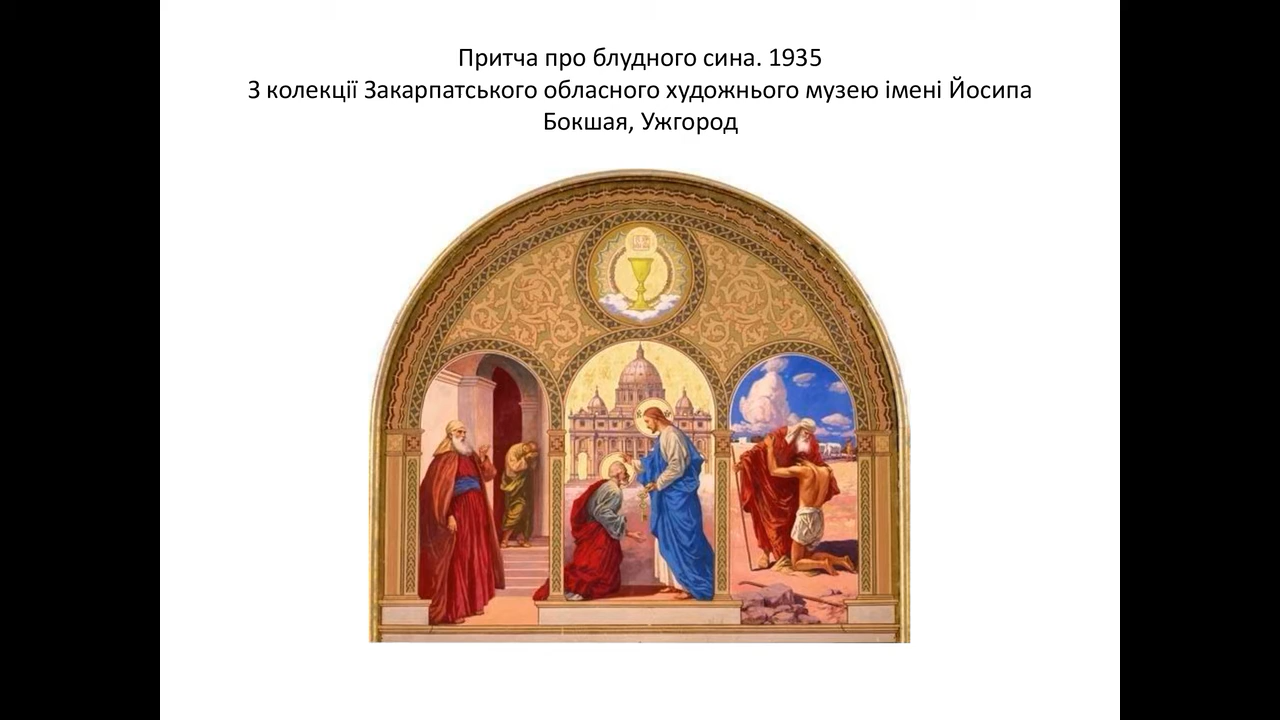 Притча про блудного сина. 1935
З колекції Закарпатського обласного художнього музею імені Йосипа
Бокшая, Ужгород